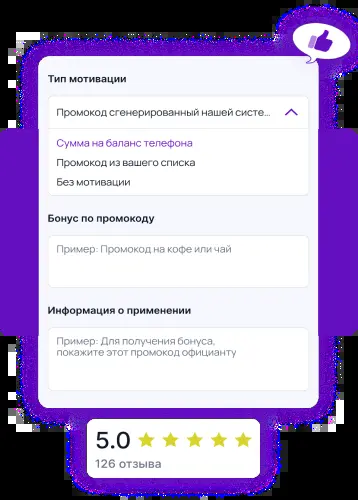 Тип мотивации
Промокод сгенерированный нашей систе...
Сумма на баланс телефона
Промокод из вашего списка
Без мотивации
Бонус по промокоду
Пример: Промокод на кофе или чай
Информация о применении
Пример: Для получения бонуса,
покажите этот промокод официанту
5.0
126 отзыва